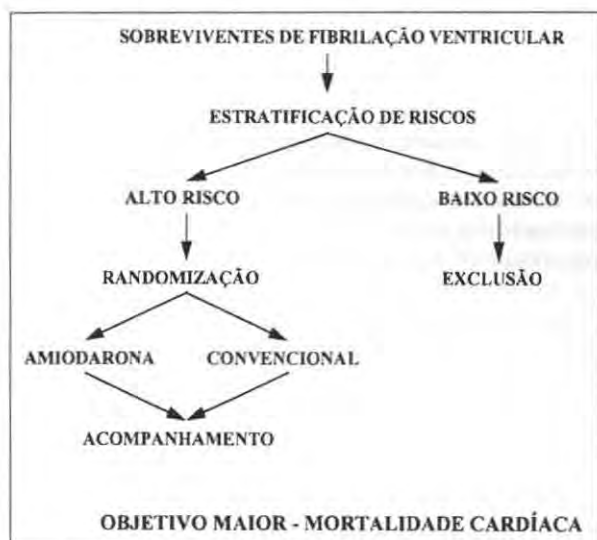 SOBREVIVENTES DE FIBRILAÇÃO VENTRICULAR
ESTRATIFICAÇÃO DE RISCOS
ALTO RISCO
BAIXO RISCO
RANDOMIZAÇÃO
EXCLUSÃO
AMIODARONA
CONVENCIONAL
ACOMPANHAMENTO
OBJETIVO MAIOR - MORTALIDADE CARDÍACA